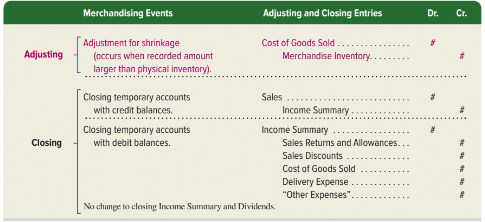 Merchandising Events Adjusting and Closing Entries Dr. Cr.
Adjustment for shrinkage Cost of Goods Sold . . . . . . . . . . . . . . . #
Adjusting (occurs when recorded amount Merchandise Inventory. . . . . . . . . #
larger than physical inventory).
Closing temporary accounts Sales . . . . . . . . . . . . . . . . . . . . . . . . . . #
with credit balances. Income Summary . . . . . . . . . . . . . #
Closing temporary accounts Income Summary . . . . . . . . . . . . . . . . #
Closing with debit balances. Sales Returns and Allowances. . . #
Sales Discounts . . . . . . . . . . . . . . #
Cost of Goods Sold . . . . . . . . . . . #
Delivery Expense . . . . . . . . . . . . . #
“Other Expenses”. . . . . . . . . . . . . #
No change to closing Income Summary and Dividends.